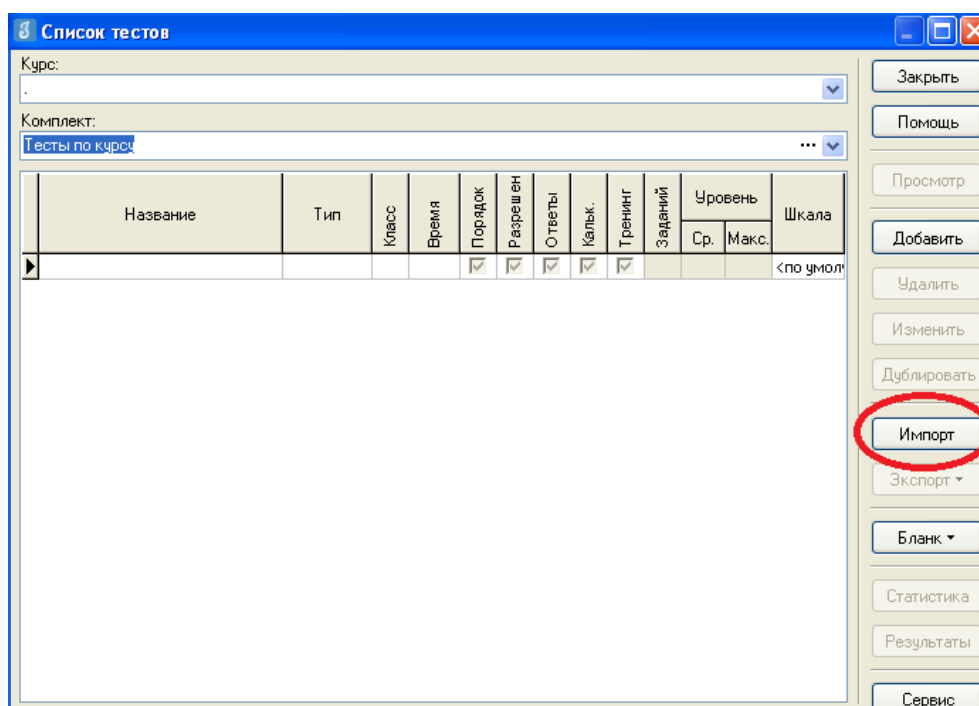 Список тестов
Курс:
.
Комплект:
Тесты по курсу ...
Название Тип Класс Время Порядок Разрешен Ответы Кальк. Тренинг Заданий Уровень Шкала
Ср. Макс.
<по умол
Закрыть
Помощь
Просмотр
Добавить
Удалить
Изменить
Дублировать
Импорт
Экспорт
Бланк
Статистика
Результаты
Сервис